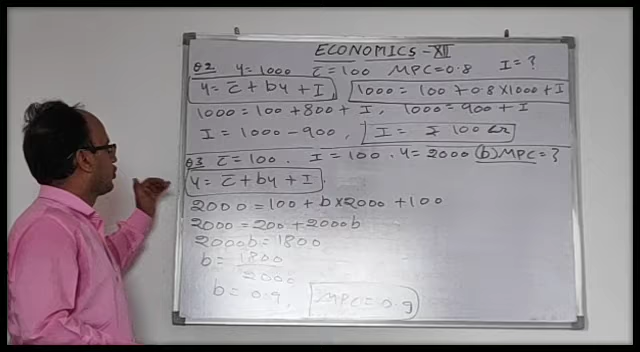 ECONOMICS - XII
Q2 Y=1000 C̅=100 MPC=0.8 I=?
Y= C̅ + bY + I 1000 = 100 + 0.8 x 1000 + I
1000 = 100 + 800 + I, 1000 = 900 + I
I = 1000 - 900, I = ₹ 100 Cr
Q3 C̅ = 100. I = 100. Y = 2000 (b) MPC = ?
Y = C̅ + bY + I.
2000 = 100 + b x 2000 + 100
2000 = 200 + 2000b
2000b = 1800
b = 1800
2000
b = 0.9, MPC = 0.9